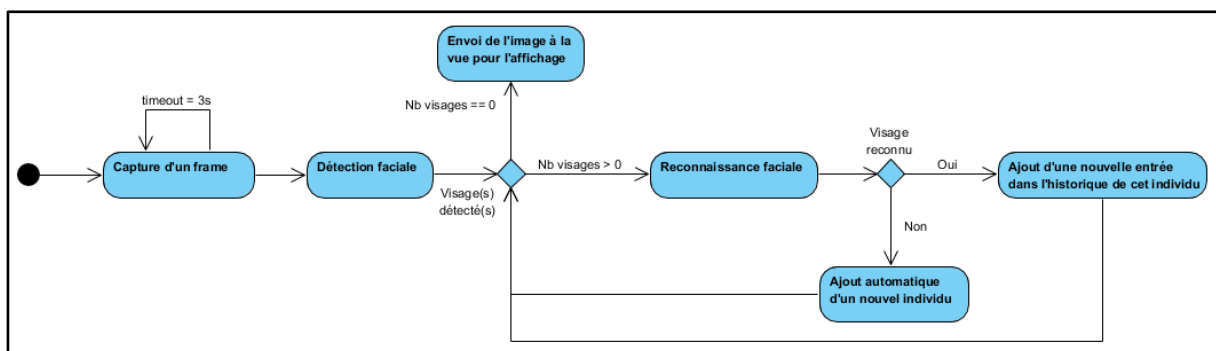 Envoi de l'image à la
vue pour l'affichage
timeout = 3s
Nb visages == 0
Capture d'un frame
Détection faciale
Visage(s)
détecté(s)
Nb visages > 0
Reconnaissance faciale
Visage
reconnu
Oui
Ajout d'une nouvelle entrée
dans l'historique de cet individu
Non
Ajout automatique
d'un nouvel individu